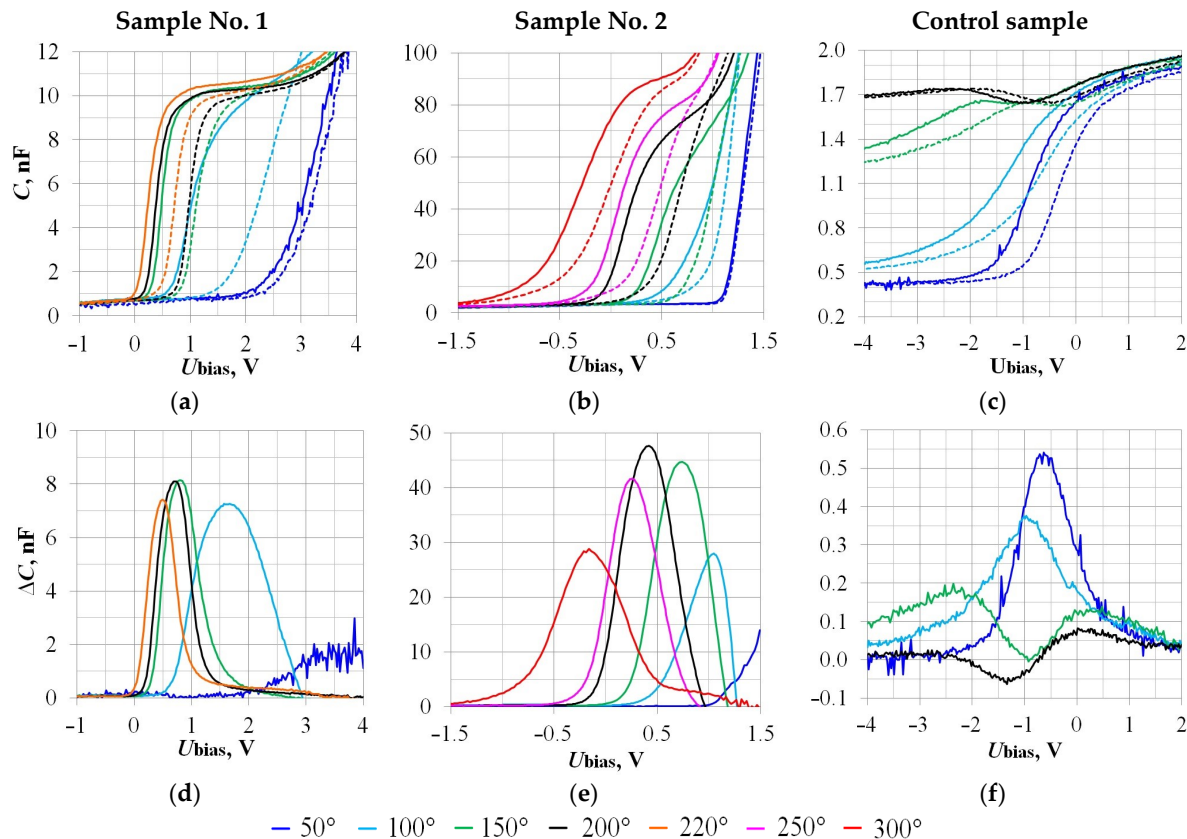 Sample No. 1 Sample No. 2 Control sample
C, nF
12
10
8
6
4
2
0
−1 0 1 2 3 4
Ubias, V
(a)
100
80
60
40
20
0
−1.5 −0.5 0.5 1.5
Ubias, V
(b)
2.0
1.7
1.4
1.1
0.8
0.5
0.2
−4 −3 −2 −1 0 1 2
Ubias, V
(c)
ΔC, nF
10
8
6
4
2
0
−1 0 1 2 3 4
Ubias, V
(d)
50
40
30
20
10
0
−1.5 −0.5 0.5 1.5
Ubias, V
(e)
0.6
0.5
0.4
0.3
0.2
0.1
0.0
−0.1
−4 −3 −2 −1 0 1 2
Ubias, V
(f)
50° 100° 150° 200° 220° 250° 300°